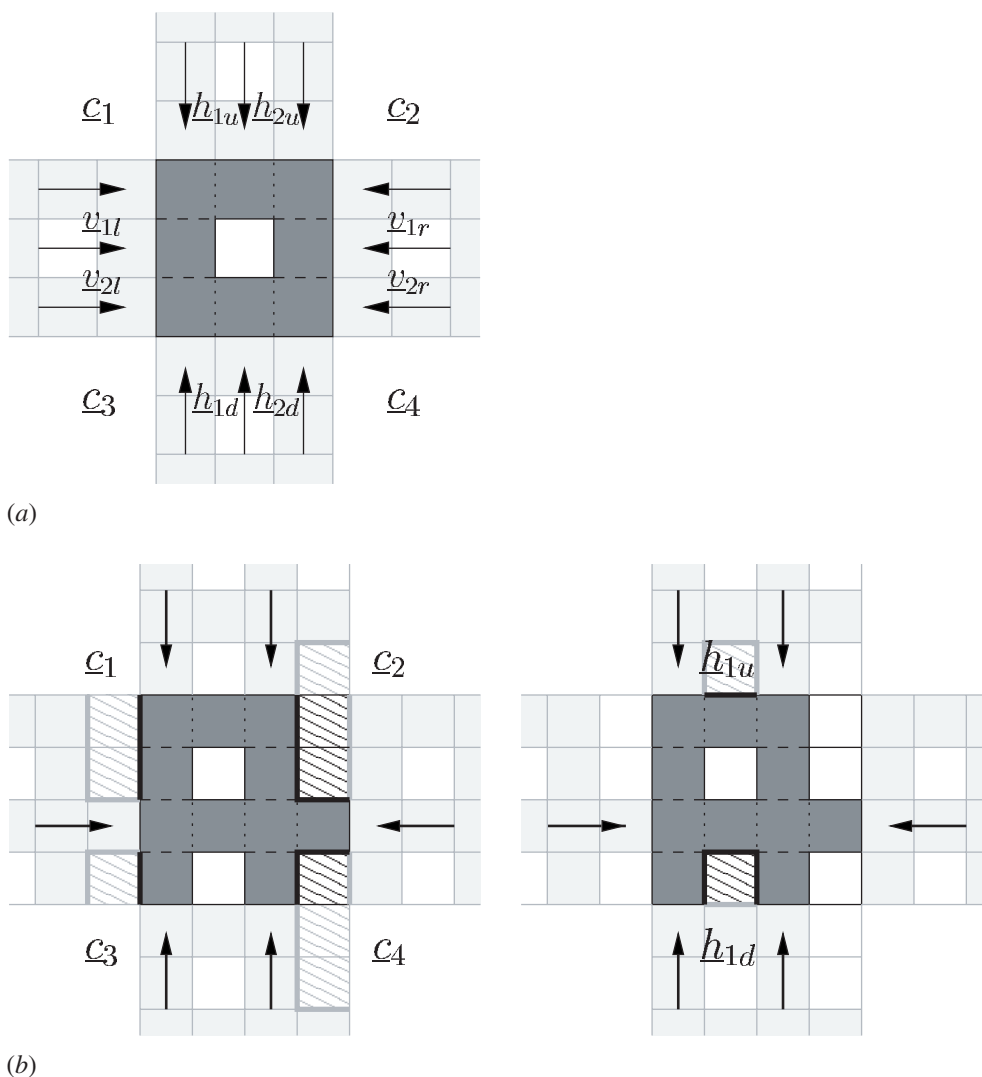 c1 h1u h2u c2
v1l v1r
v2l v2r
c3 h1d h2d c4
(a)
c1 c2 h1u
c3 c4 h1d
(b)